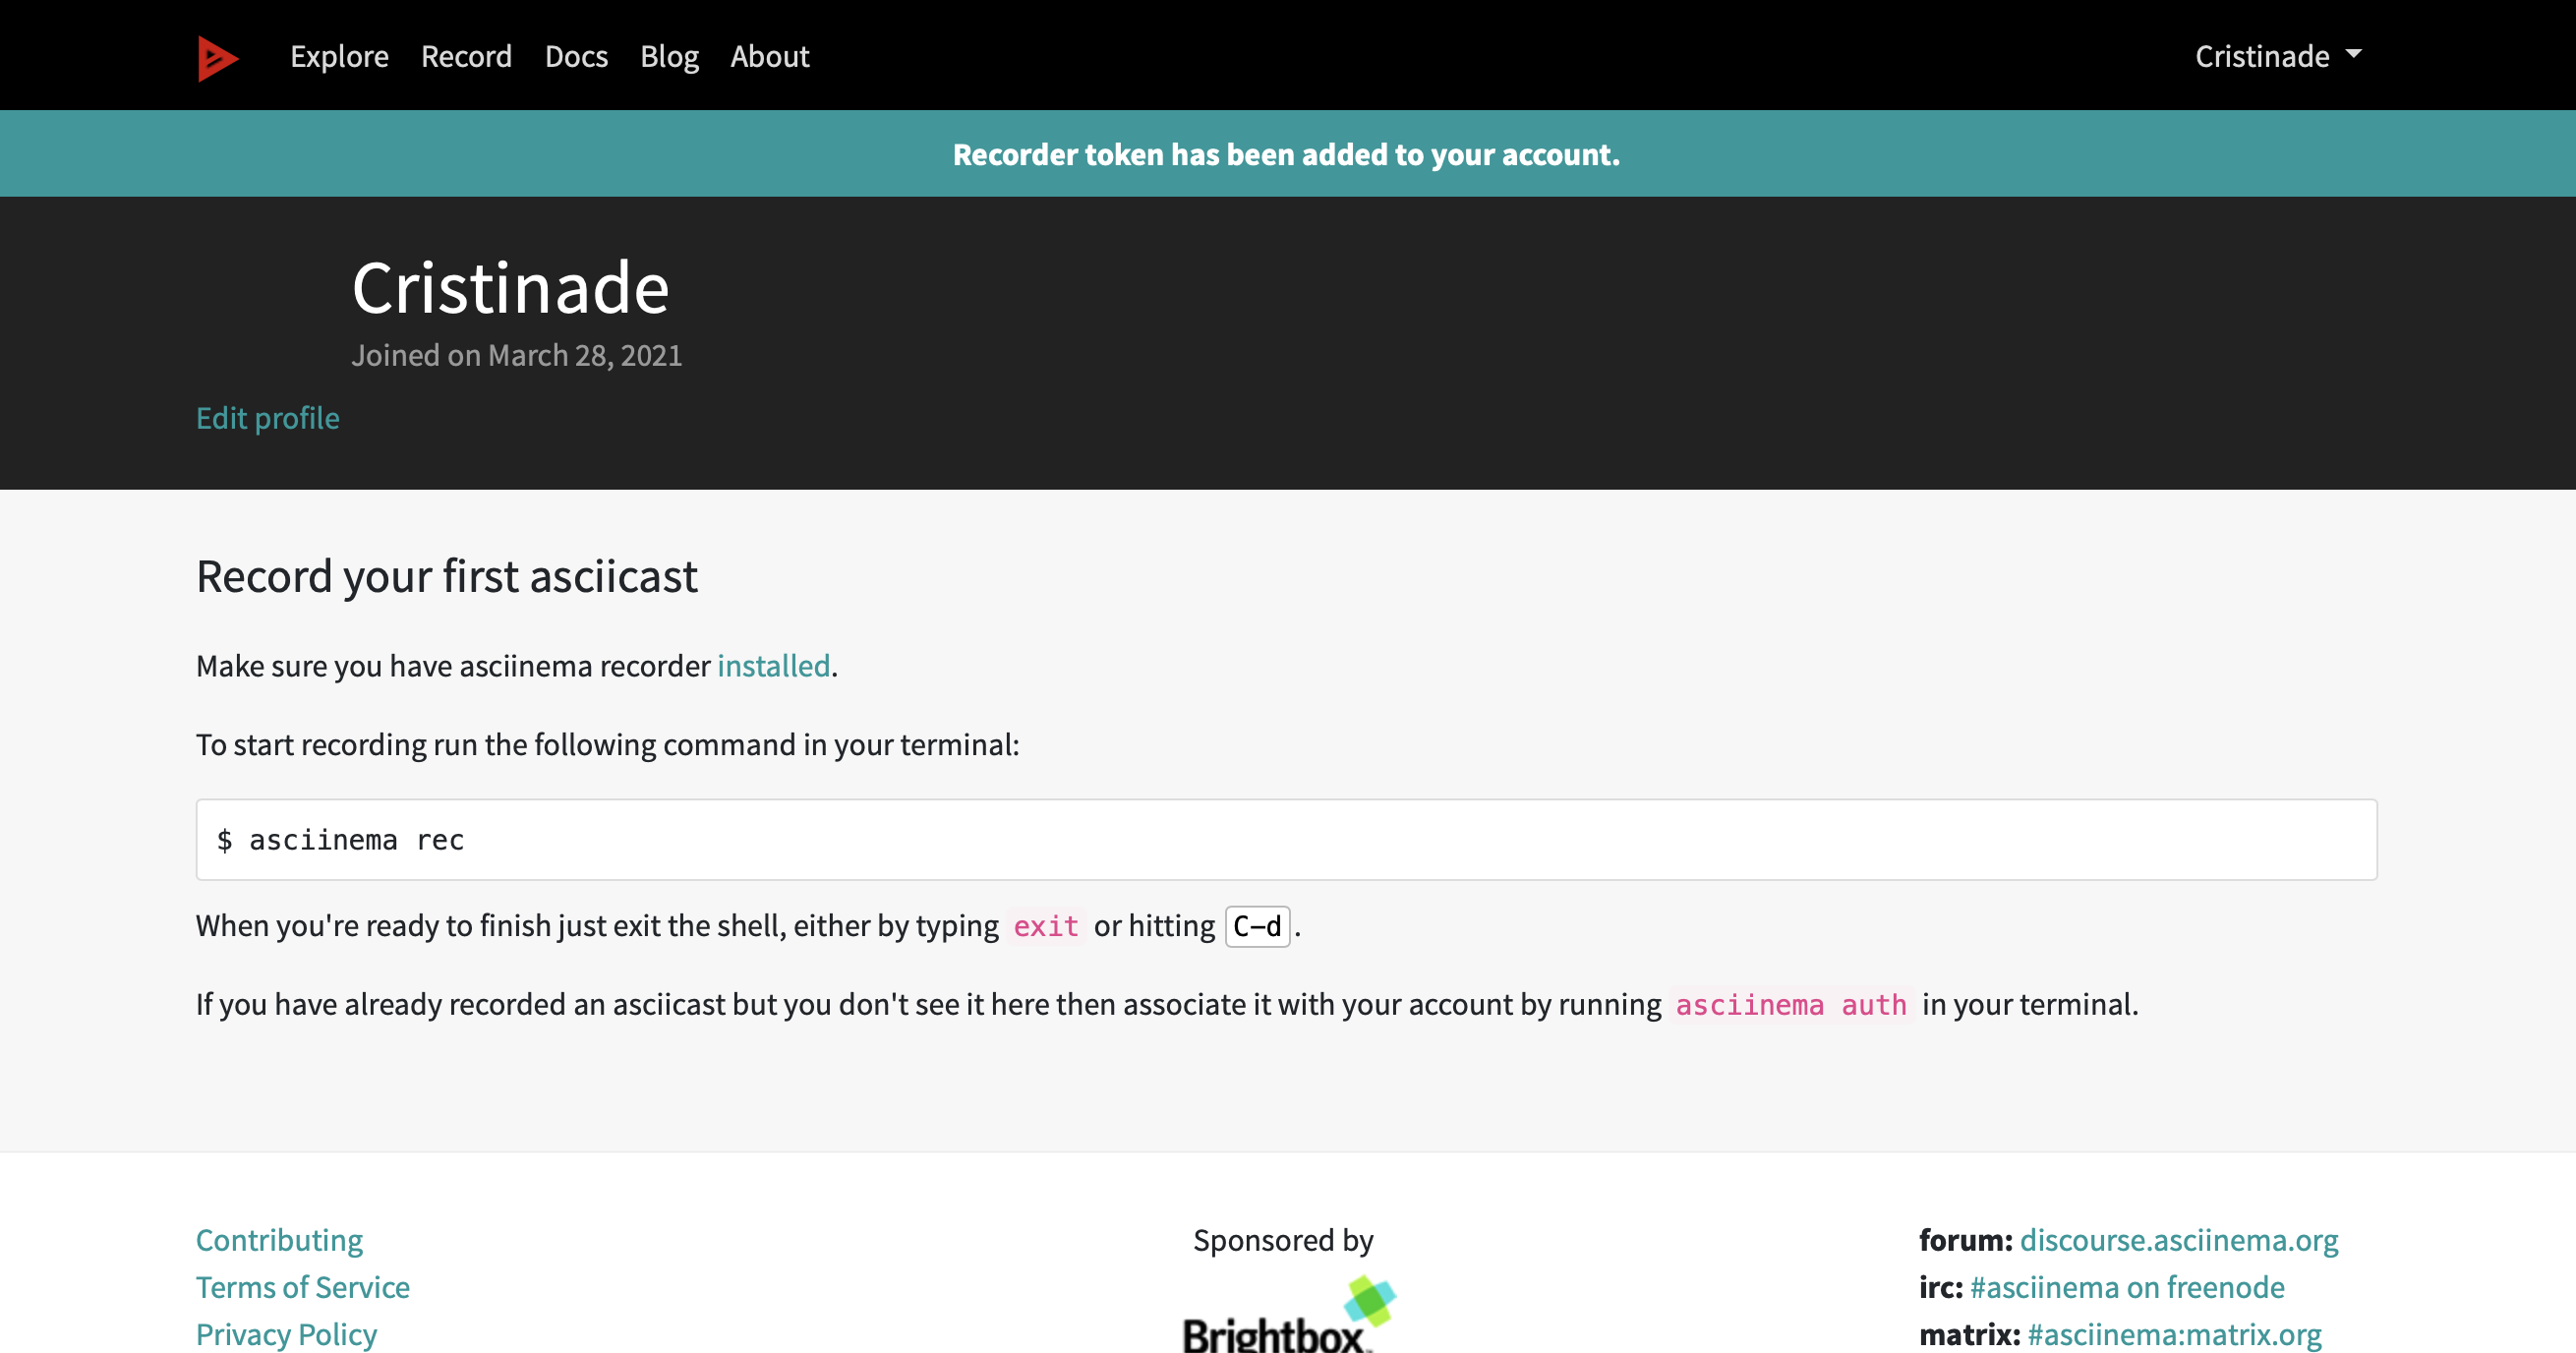 Explore Record Docs Blog About Cristinade
Recorder token has been added to your account.
Cristinade
Joined on March 28, 2021
Edit profile
Record your first asciicast
Make sure you have asciinema recorder installed.
To start recording run the following command in your terminal:
$ asciinema rec
When you're ready to finish just exit the shell, either by typing exit or hitting C-d.
If you have already recorded an asciicast but you don't see it here then associate it with your account by running asciinema auth in your terminal.
Contributing
Terms of Service
Privacy Policy
Sponsored by
Brightbox
forum: discourse.asciinema.org
irc: #asciinema on freenode
matrix: #asciinema:matrix.org